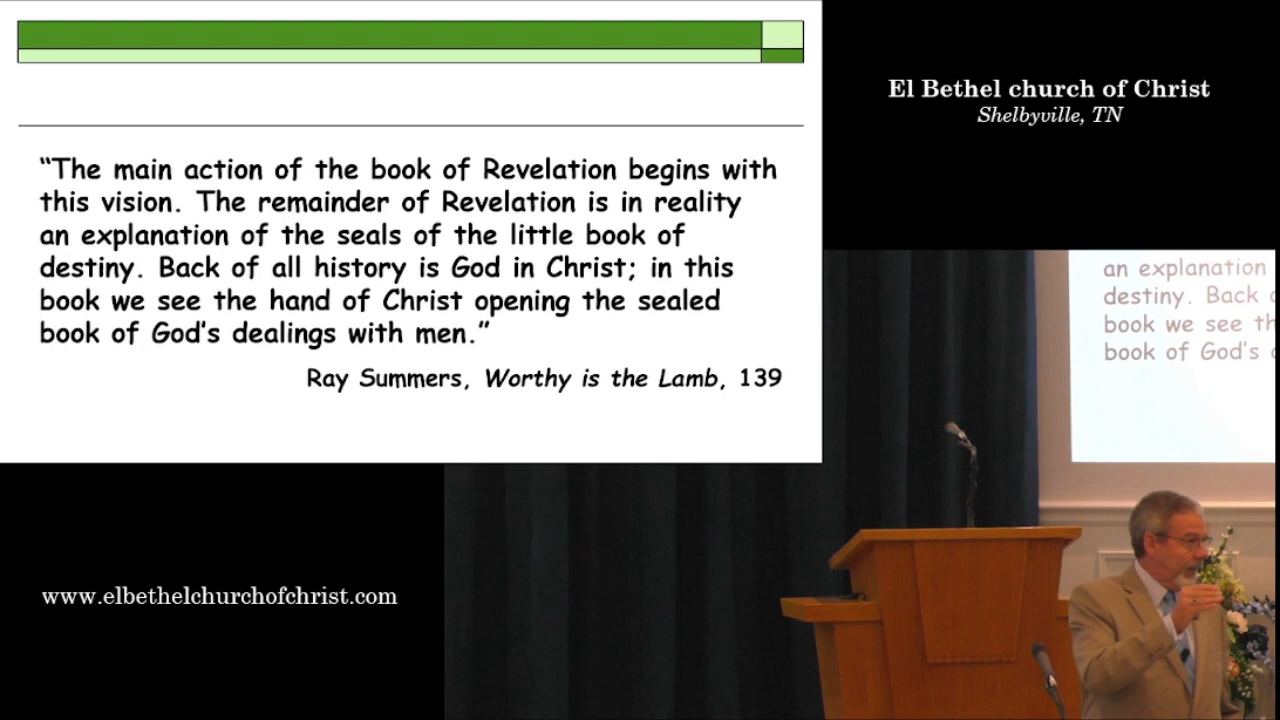 “The main action of the book of Revelation begins with
this vision. The remainder of Revelation is in reality
an explanation of the seals of the little book of
destiny. Back of all history is God in Christ; in this
book we see the hand of Christ opening the sealed
book of God’s dealings with men.”
Ray Summers, Worthy is the Lamb, 139
El Bethel church of Christ
Shelbyville, TN
an explanation
destiny. Back
book we see th
book of God's
www.elbethelchurchofchrist.com